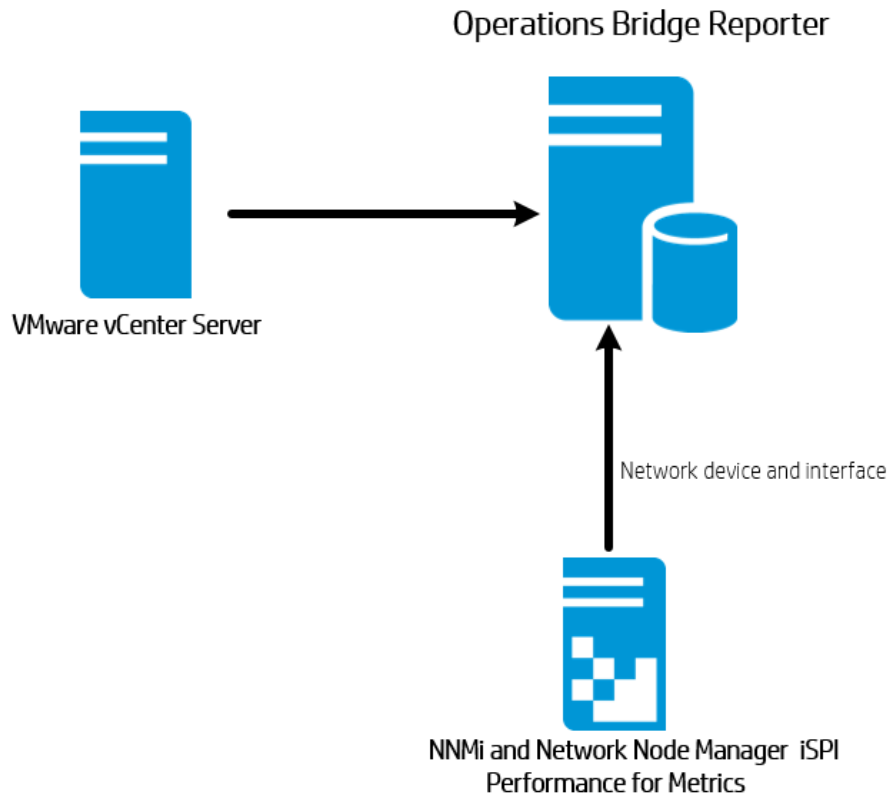 Operations Bridge Reporter
VMware vCenter Server
Network device and interface
NNMi and Network Node Manager iSPI
Performance for Metrics